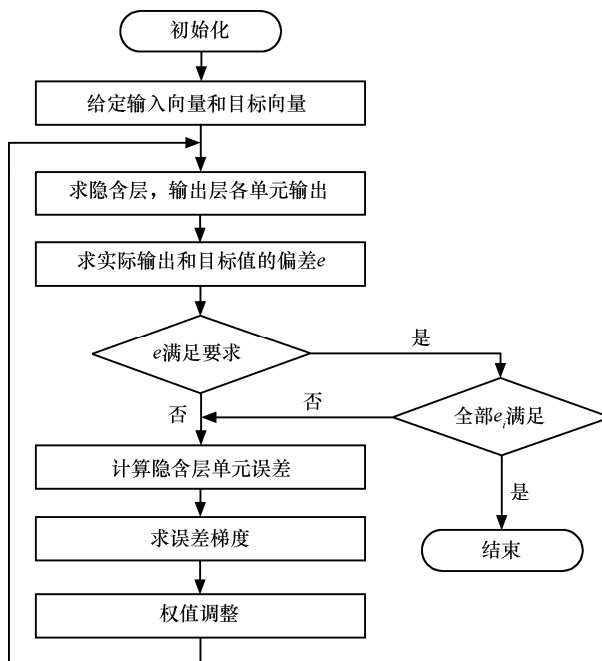 初始化
给定输入向量和目标向量
求隐含层，输出层各单元输出
求实际输出和目标值的偏差e
e满足要求
是
否
否
全部eᵢ满足
计算隐含层单元误差
是
求误差梯度
结束
权值调整